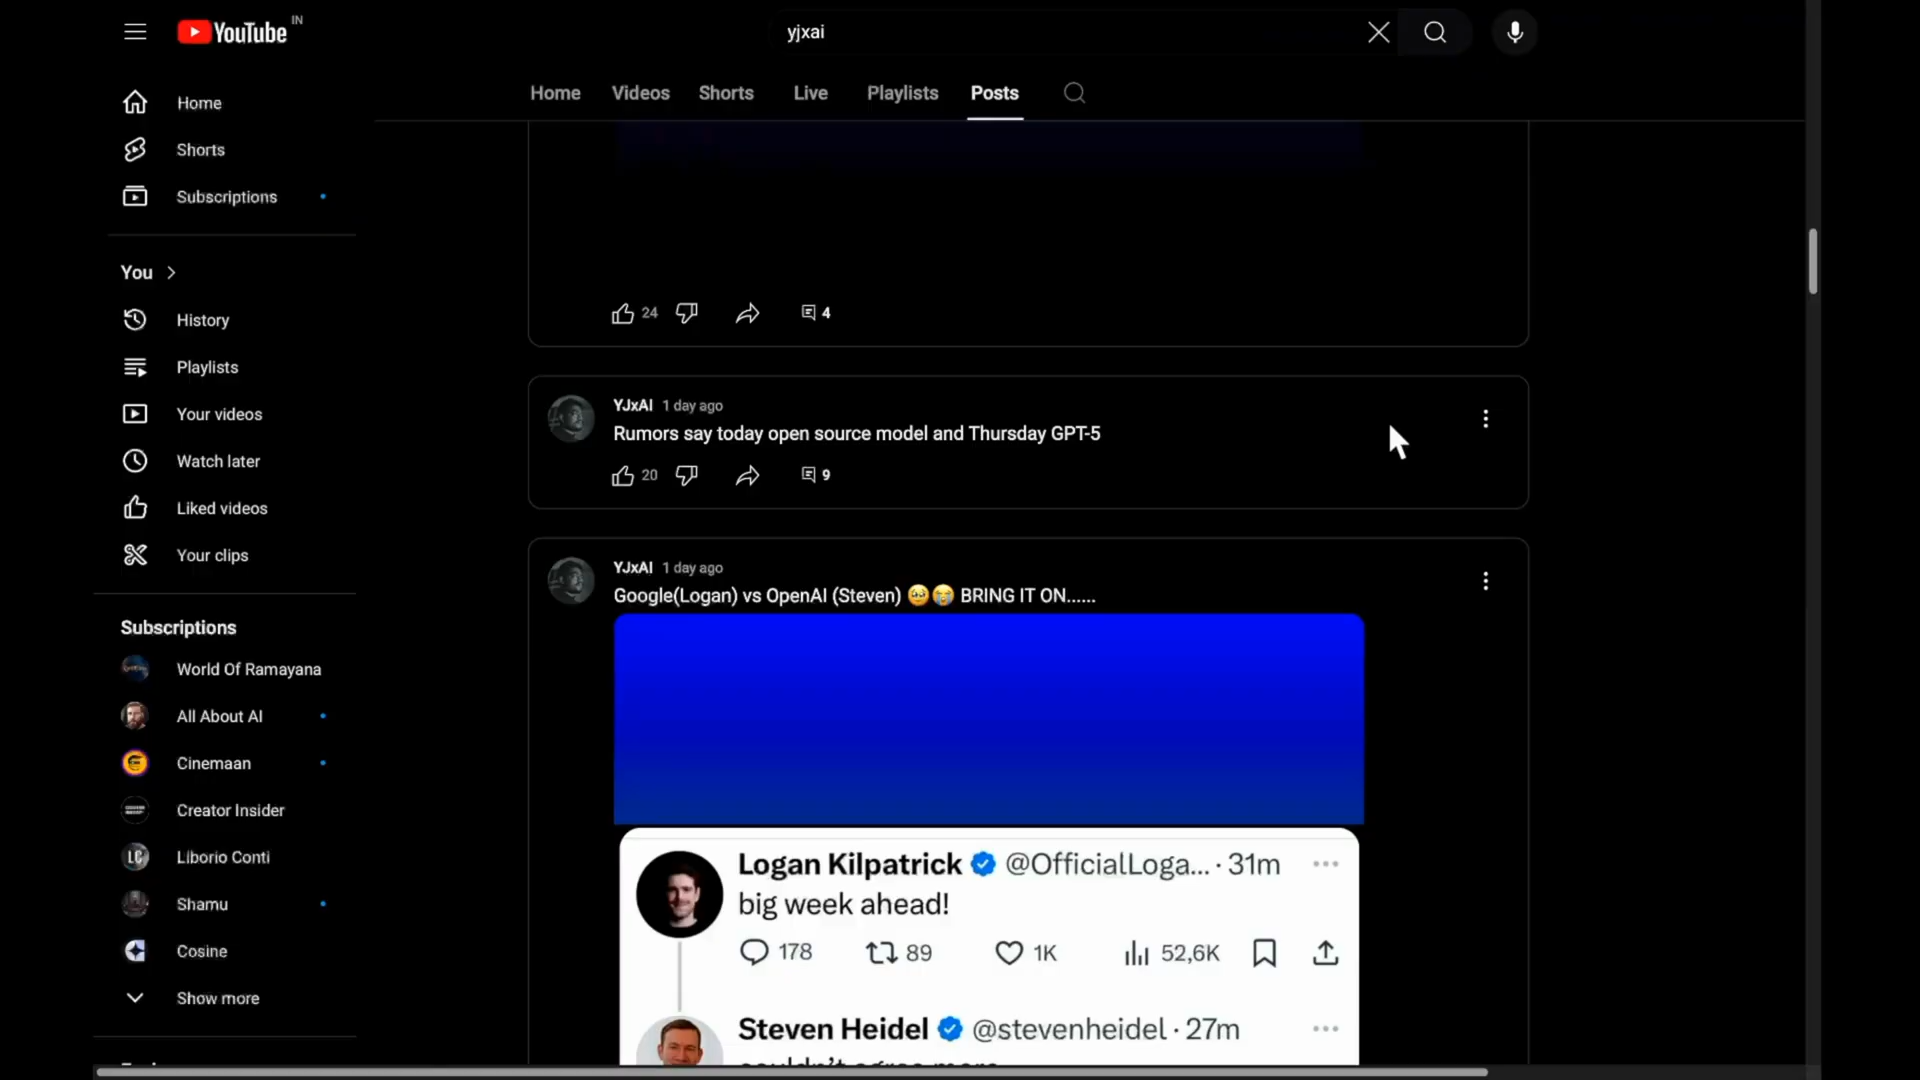 YouTube IN
yjxai
Home Videos Shorts Live Playlists Posts
Home
Shorts
Subscriptions
You
History
Playlists
Your videos
Watch later
Liked videos
Your clips
Subscriptions
World Of Ramayana
All About AI
Cinemaan
Creator Insider
LC Liborio Conti
Shamu
Cosine
Show more
24 4
YJxAI 1 day ago
Rumors say today open source model and Thursday GPT-5
20 9
YJxAI 1 day ago
Google(Logan) vs OpenAI (Steven) 🥹😭 BRING IT ON......
Logan Kilpatrick @OfficialLoga... · 31m
big week ahead!
178 89 1K 52,6K
Steven Heidel @stevenheidel · 27m
couldn't agree more